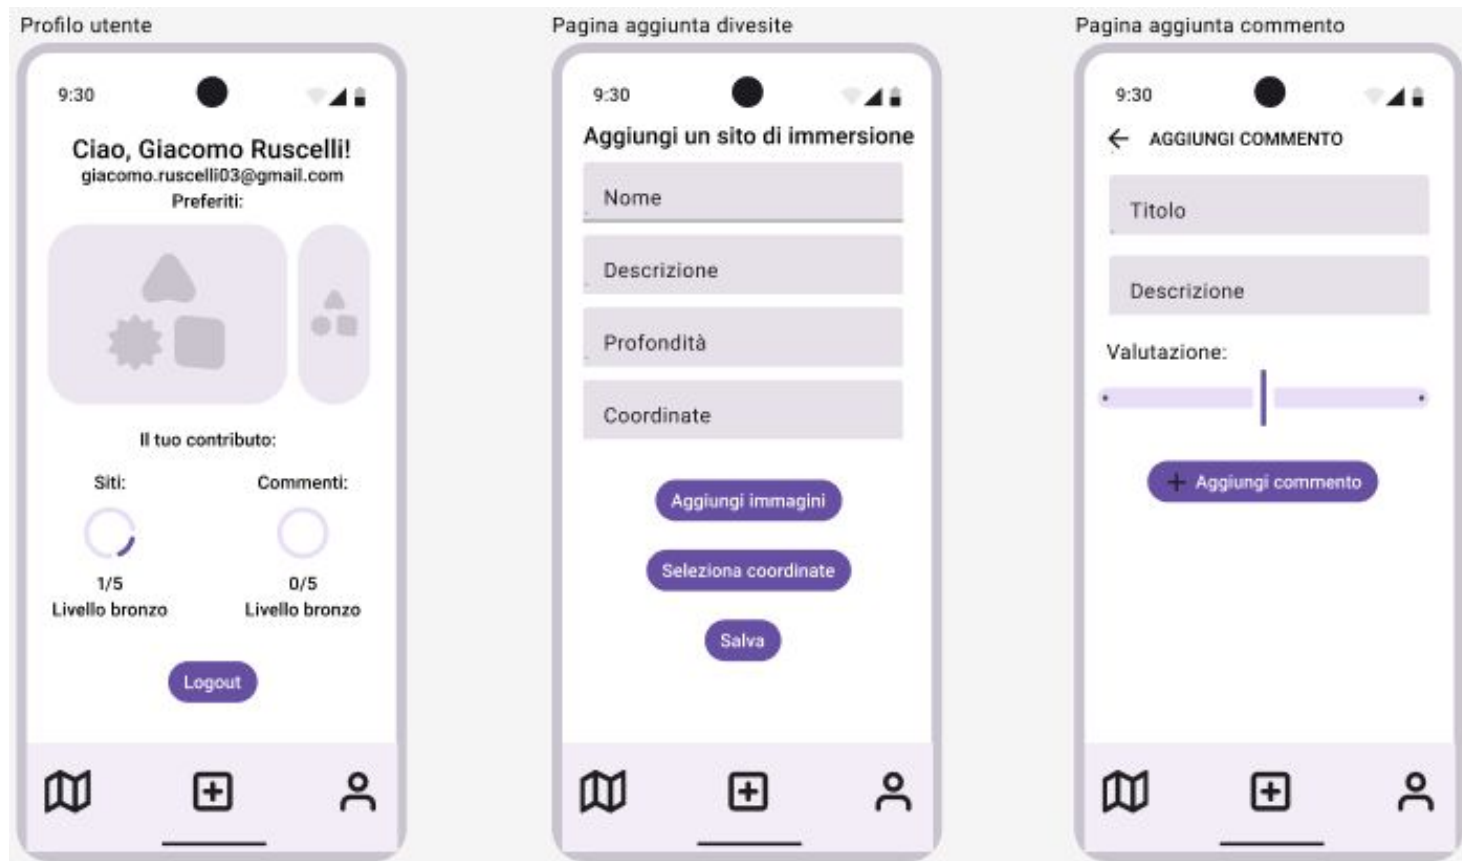 Profilo utente
9:30
Ciao, Giacomo Ruscelli!
giacomo.ruscelli03@gmail.com
Preferiti:
Il tuo contributo:
Siti:
Commenti:
1/5
0/5
Livello bronzo
Livello bronzo
Logout
Pagina aggiunta divesite
9:30
Aggiungi un sito di immersione
Nome
Descrizione
Profondità
Coordinate
Aggiungi immagini
Seleziona coordinate
Salva
Pagina aggiunta commento
9:30
AGGIUNGI COMMENTO
Titolo
Descrizione
Valutazione:
Aggiungi commento